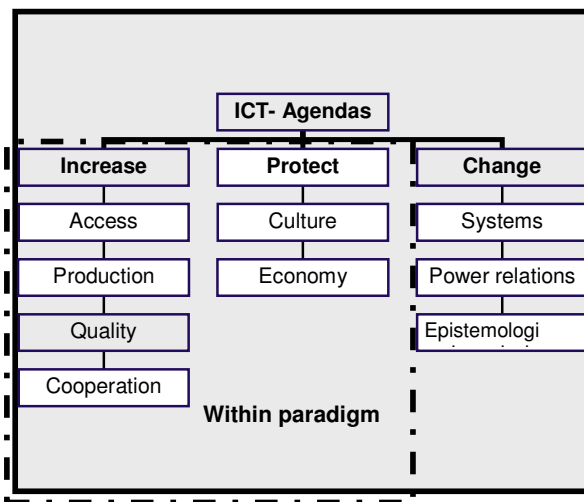 ICT- Agendas
Increase
Protect
Change
Access
Culture
Systems
Production
Economy
Power relations
Quality
Epistemologi
Cooperation
Within paradigm